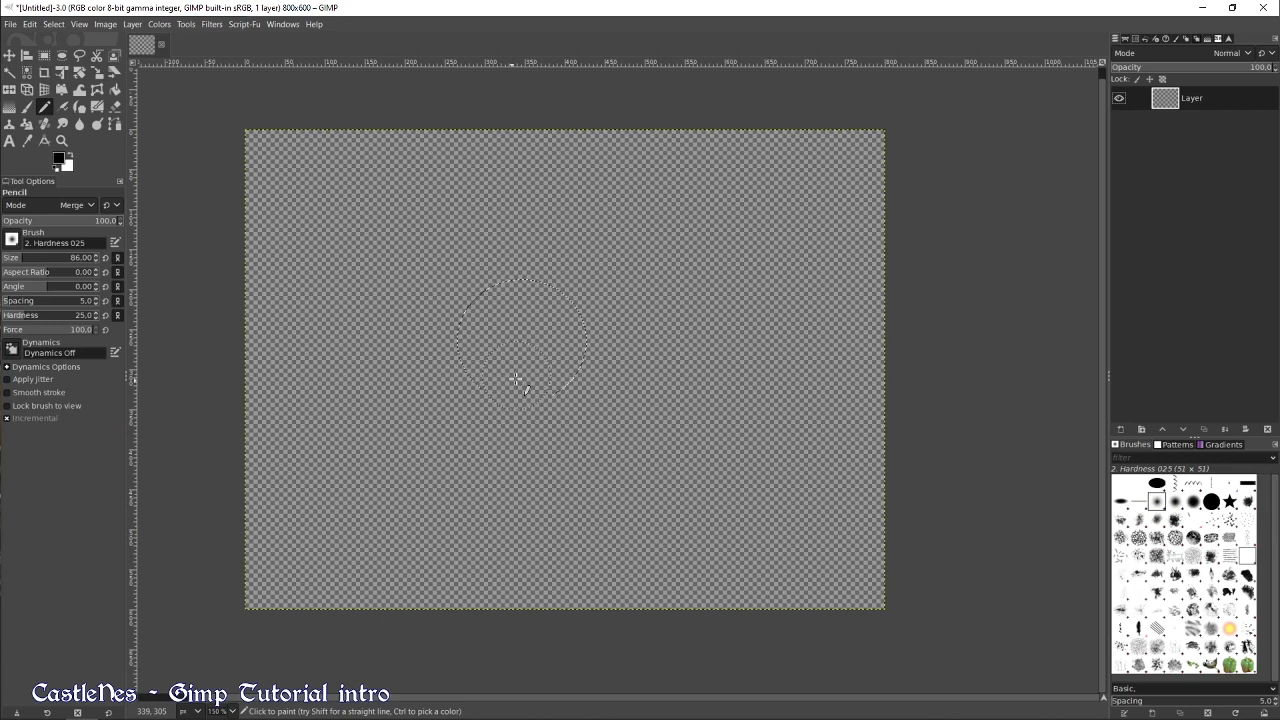 *[Untitled]-3.0 (RGB color 8-bit gamma integer, GIMP built-in sRGB, 1 layer) 800x600 – GIMP
File Edit Select View Image Layer Colors Tools Filters Script-Fu Windows Help
Tool Options
Pencil
Mode Merge
Opacity 100.0
Brush
2. Hardness 025
Size 86.00
Aspect Ratio 0.00
Angle 0.00
Spacing 5.0
Hardness 25.0
Force 100.0
Dynamics
Dynamics Off
Dynamics Options
Apply Jitter
Smooth stroke
Lock brush to view
Incremental
Mode Normal
Opacity 100.0
Lock:
Layer
Brushes Patterns Gradients
filter
2. Hardness 025 (51 × 51)
Basic,
Spacing 5.0
CastleNes - Gimp Tutorial intro
339, 305 px 150 % Click to paint (try Shift for a straight line, Ctrl to pick a color)